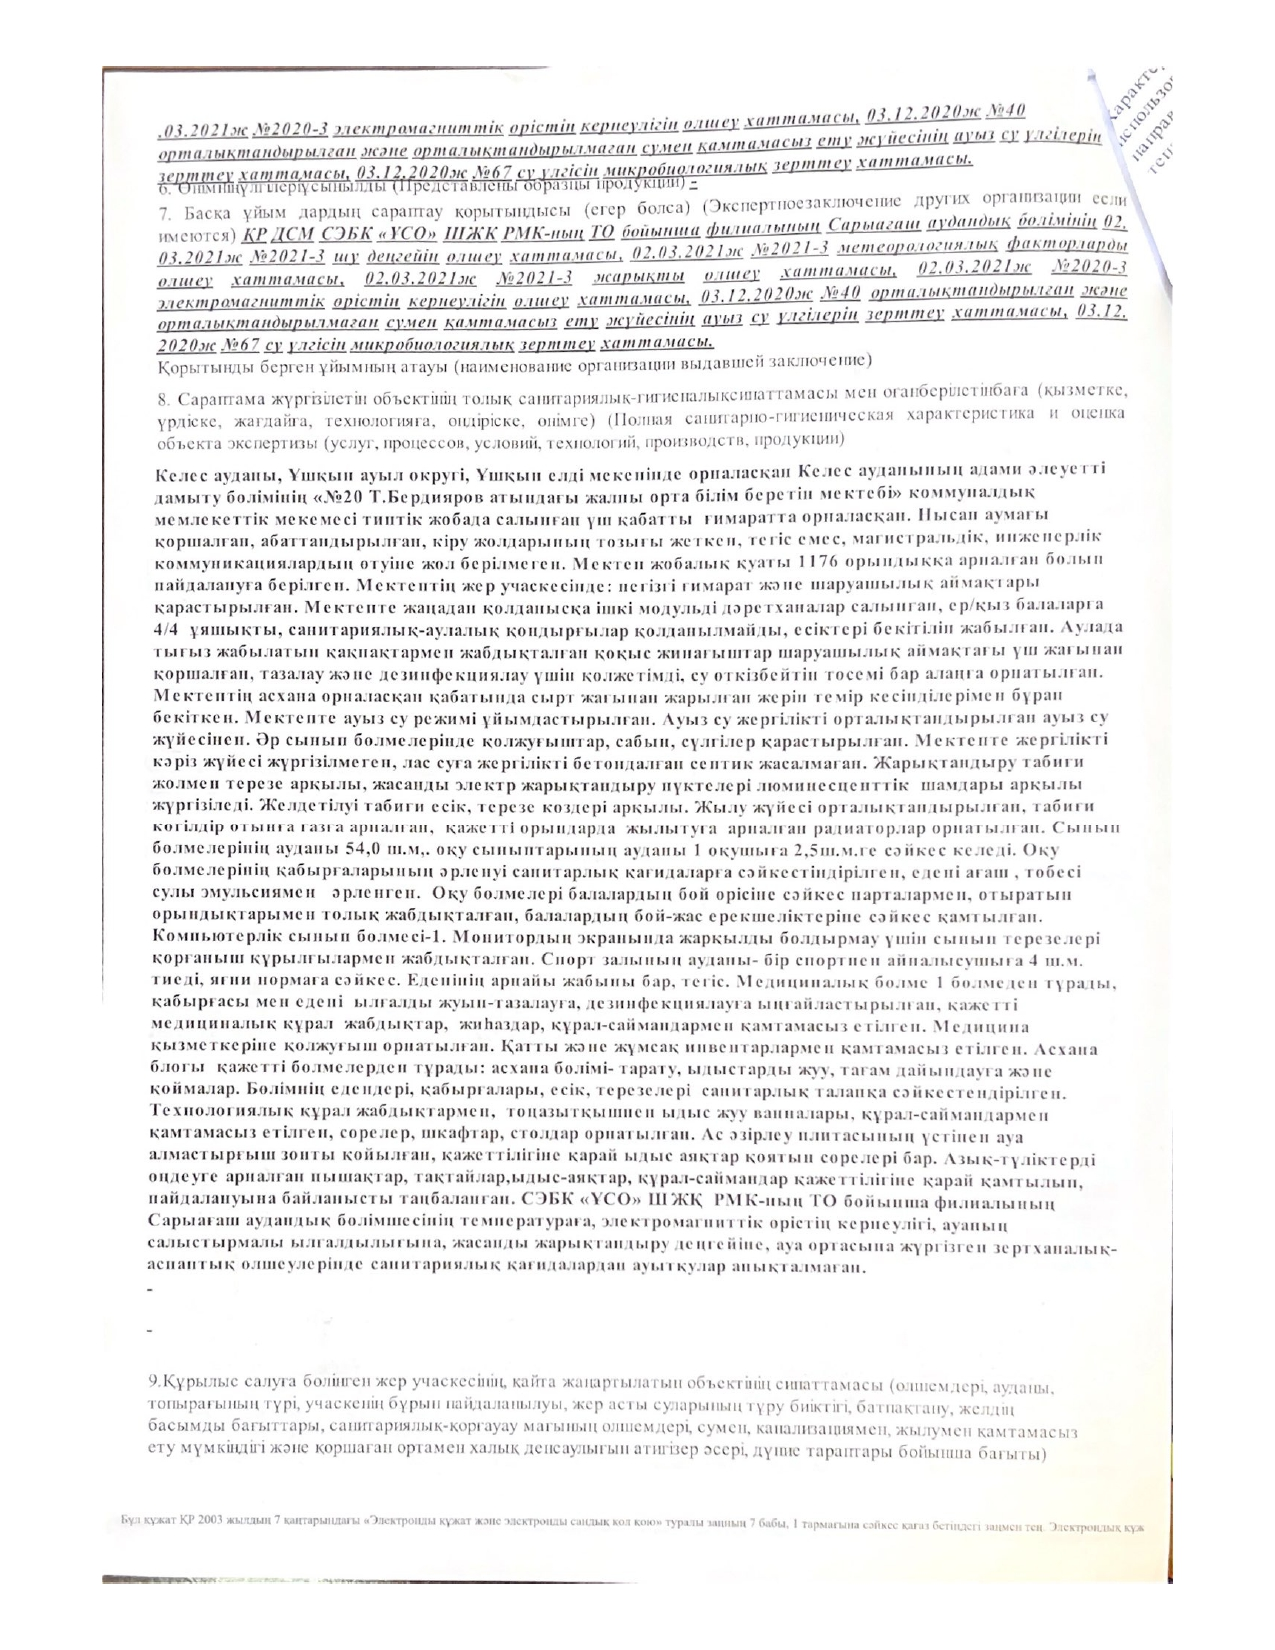 .03.2021ж №2020-3 электромагниттік өрістің кернеулігін өлшеу хаттамасы, 03.12.2020ж №40
орталықтандырылған және орталықтандырылмаған сумен қамтамасыз ету жүйесінің ауыз су үлгілерін
зерттеу хаттамасы, 03.12.2020ж №67 су үлгісін микробиологиялық зерттеу хаттамасы.
6. Өнімніңүлгілеріұсынылды (Представлены образцы продукции) -
7. Басқа ұйым дардың сараптау қорытындысы (егер болса) (Экспертноезаключение других организации если
имеются) ҚР ДСМ СЭБК «ҰСО» ШЖК РМК-ның ТО бойынша филиалының Сарыағаш аудандық бөлімінің 02.
03.2021ж №2021-3 шу деңгейін өлшеу хаттамасы, 02.03.2021ж №2021-3 метеорологиялық факторларды
өлшеу хаттамасы, 02.03.2021ж №2021-3 жарықты өлшеу хаттамасы, 02.03.2021ж №2020-3
электромагниттік өрістің кернеулігін өлшеу хаттамасы, 03.12.2020ж №40 орталықтандырылған және
орталықтандырылмаған сумен қамтамасыз ету жүйесінің ауыз су үлгілерін зерттеу хаттамасы, 03.12.
2020ж №67 су үлгісін микробиологиялық зерттеу хаттамасы.
Қорытынды берген ұйымның атауы (наименование организации выдавшей заключение)
8. Сараптама жүргізілетін объектінің толық санитариялық-гигиеналықсипаттамасы мен оғанберілетінбаға (қызметке,
үрдіске, жағдайға, технологияға, өндіріске, өнімге) (Полная санитарно-гигиеническая характеристика и оценка
объекта экспертизы (услуг, процессов, условий, технологий, производств, продукции)
Келес ауданы, Ұшқын ауыл округі, Ұшқын елді мекенінде орналасқан Келес ауданының адами әлеуетті
дамыту бөлімінің «№20 Т.Бердияров атындағы жалпы орта білім беретін мектебі» коммуналдық
мемлекеттік мекемесі типтік жобада салынған үш қабатты ғимаратта орналасқан. Нысан аумағы
қоршалған, абаттандырылған, кіру жолдарының тозығы жеткен, тегіс емес, магистральдік, инженерлік
коммуникациялардың өтуіне жол берілмеген. Мектеп жобалық қуаты 1176 орындыққа арналған болып
пайдалануға берілген. Мектептің жер учаскесінде: негізгі ғимарат және шаруашылық аймақтары
қарастырылған. Мектепте жаңадан қолданысқа ішкі модульді дәретханалар салынған, ер/қыз балаларға
4/4 ұяшықты, санитариялық-аулалық қондырғылар қолданылмайды, есіктері бекітіліп жабылған. Аулада
тығыз жабылатын қақпақтармен жабдықталған қоқыс жинағыштар шаруашылық аймақтағы үш жағынан
қоршалған, тазалау және дезинфекциялау үшін қолжетімді, су өткізбейтін төсемі бар алаңға орнатылған.
Мектептің асхана орналасқан қабатында сырт жағынан жарылған жерін темір кесінділерімен бұрап
бекіткен. Мектепте ауыз су режимі ұйымдастырылған. Ауыз су жергілікті орталықтандырылған ауыз су
жүйесінен. Әр сынып бөлмелерінде қолжуғыштар, сабын, сүлгілер қарастырылған. Мектепте жергілікті
кәріз жүйесі жүргізілмеген, лас суға жергілікті бетондалған септик жасалмаған. Жарықтандыру табиғи
жолмен терезе арқылы, жасанды электр жарықтандыру нүктелері люминесценттік шамдары арқылы
жүргізіледі. Желдетілуі табиғи есік, терезе көздері арқылы. Жылу жүйесі орталықтандырылған, табиғи
көгілдір отынға газға арналған, қажетті орындарда жылытуға арналған радиаторлар орнатылған. Сынып
бөлмелерінің ауданы 54,0 ш.м,. оқу сыныптарының ауданы 1 оқушыға 2,5ш.м.ге сәйкес келеді. Оқу
бөлмелерінің қабырғаларының әрленуі санитарлық қағидаларға сәйкестіндірілген, едені ағаш , төбесі
сулы эмульсиямен әрленген. Оқу бөлмелері балалардың бой өрісіне сәйкес парталармен, отыратын
орындықтарымен толық жабдықталған, балалардың бой-жас ерекшеліктеріне сәйкес қамтылған.
Компьютерлік сынып бөлмесі-1. Монитордың экранында жарқылды болдырмау үшін сынып терезелері
қорғаныш құрылғылармен жабдықталған. Спорт залының ауданы- бір спортпен айналысушыға 4 ш.м.
тиеді, яғни нормаға сәйкес. Еденінің арнайы жабыны бар, тегіс. Медициналық бөлме 1 бөлмеден тұрады,
қабырғасы мен едені ылғалды жуып-тазалауға, дезинфекциялауға ыңғайластырылған, қажетті
медициналық құрал жабдықтар, жиһаздар, құрал-саймандармен қамтамасыз етілген. Медицина
қызметкеріне қолжуғыш орнатылған. Қатты және жұмсақ инвентарлармен қамтамасыз етілген. Асхана
блогы қажетті бөлмелерден тұрады: асхана бөлімі- тарату, ыдыстарды жуу, тағам дайындауға және
қоймалар. Бөлімнің едендері, қабырғалары, есік, терезелері санитарлық талапқа сәйкестендірілген.
Технологиялық құрал жабдықтармен, тоңазытқышпен ыдыс жуу ванналары, құрал-саймандармен
қамтамасыз етілген, сөрелер, шкафтар, столдар орнатылған. Ас әзірлеу плитасының үстінен ауа
алмастырғыш зонты қойылған, қажеттілігіне қарай ыдыс аяқтар қоятын сөрелері бар. Азық-түліктерді
өңдеуге арналған пышақтар, тақтайлар,ыдыс-аяқтар, құрал-саймандар қажеттілігіне қарай қамтылып,
пайдалануына байланысты таңбаланған. СЭБК «ҰСО» ШЖҚ РМК-ның ТО бойынша филиалының
Сарыағаш аудандық бөлімшесінің температураға, электромагниттік өрістің кернеулігі, ауаның
салыстырмалы ылғалдылығына, жасанды жарықтандыру деңгейіне, ауа ортасына жүргізген зертханалық-
аспаптық өлшеулерінде санитариялық қағидалардан ауытқулар анықталмаған.
-
-
9.Құрылыс салуға бөлінген жер учаскесінің, қайта жаңартылатын объектінің сипаттамасы (өлшемдері, ауданы,
топырағының түрі, учаскенің бұрын пайдаланылуы, жер асты суларының тұру биіктігі, батпақтану, желдің
басымды бағыттары, санитариялық-қорғауау мағының өлшемдері, сумен, канализациямен, жылумен қамтамасыз
ету мүмкіндігі және қоршаған ортамен халық денсаулығын атигізер әсері, дүние тараптары бойынша бағыты)
Бұл құжат ҚР 2003 жылдың 7 қаңтарындағы «Электронды құжат және электронды сандық қол қою» туралы заңның 7 бабы, 1 тармағына сәйкес қағаз бетіндегі заңмен тең. Электрондық құж